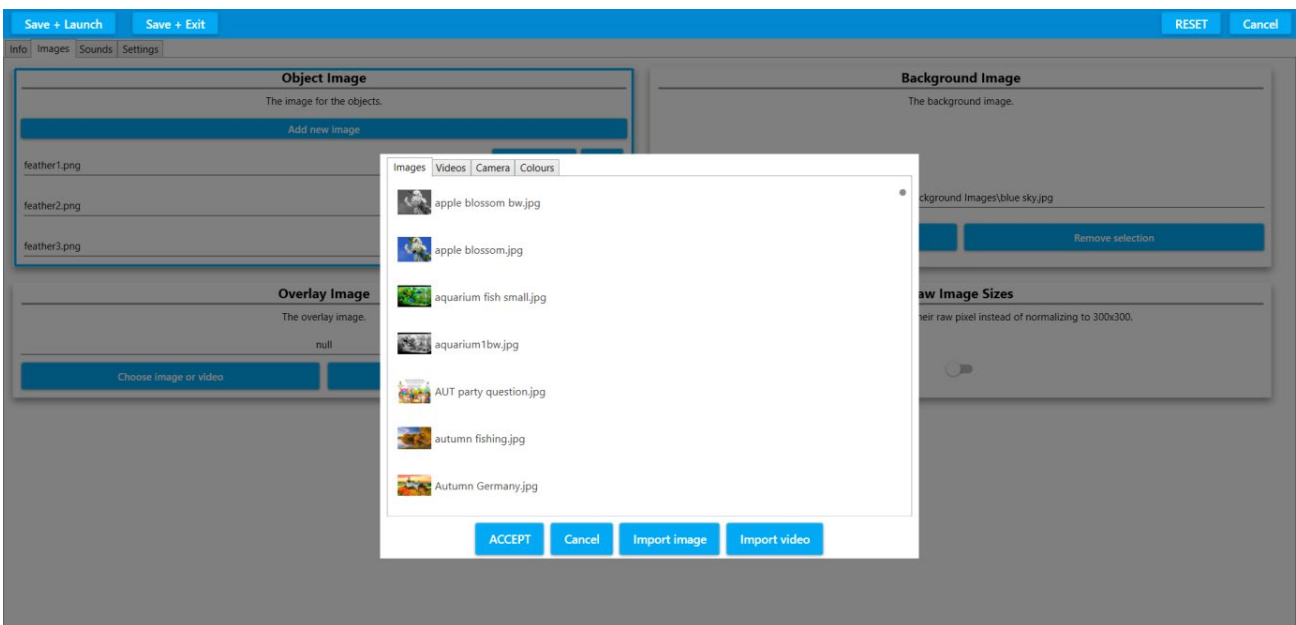 Save + Launch
Save + Exit
RESET
Cancel
Info
Images
Sounds
Settings
Object Image
The image for the objects.
Add new image
feather1.png
feather2.png
feather3.png
Background Image
The background image.
ckground Images\blue sky.jpg
Remove selection
Overlay Image
The overlay image.
null
Choose image or video
aw Image Sizes
heir raw pixel instead of normalizing to 300x300.
Images
Videos
Camera
Colours
apple blossom bw.jpg
apple blossom.jpg
aquarium fish small.jpg
aquarium1bw.jpg
AUT party question.jpg
autumn fishing.jpg
Autumn Germany.jpg
ACCEPT
Cancel
Import image
Import video